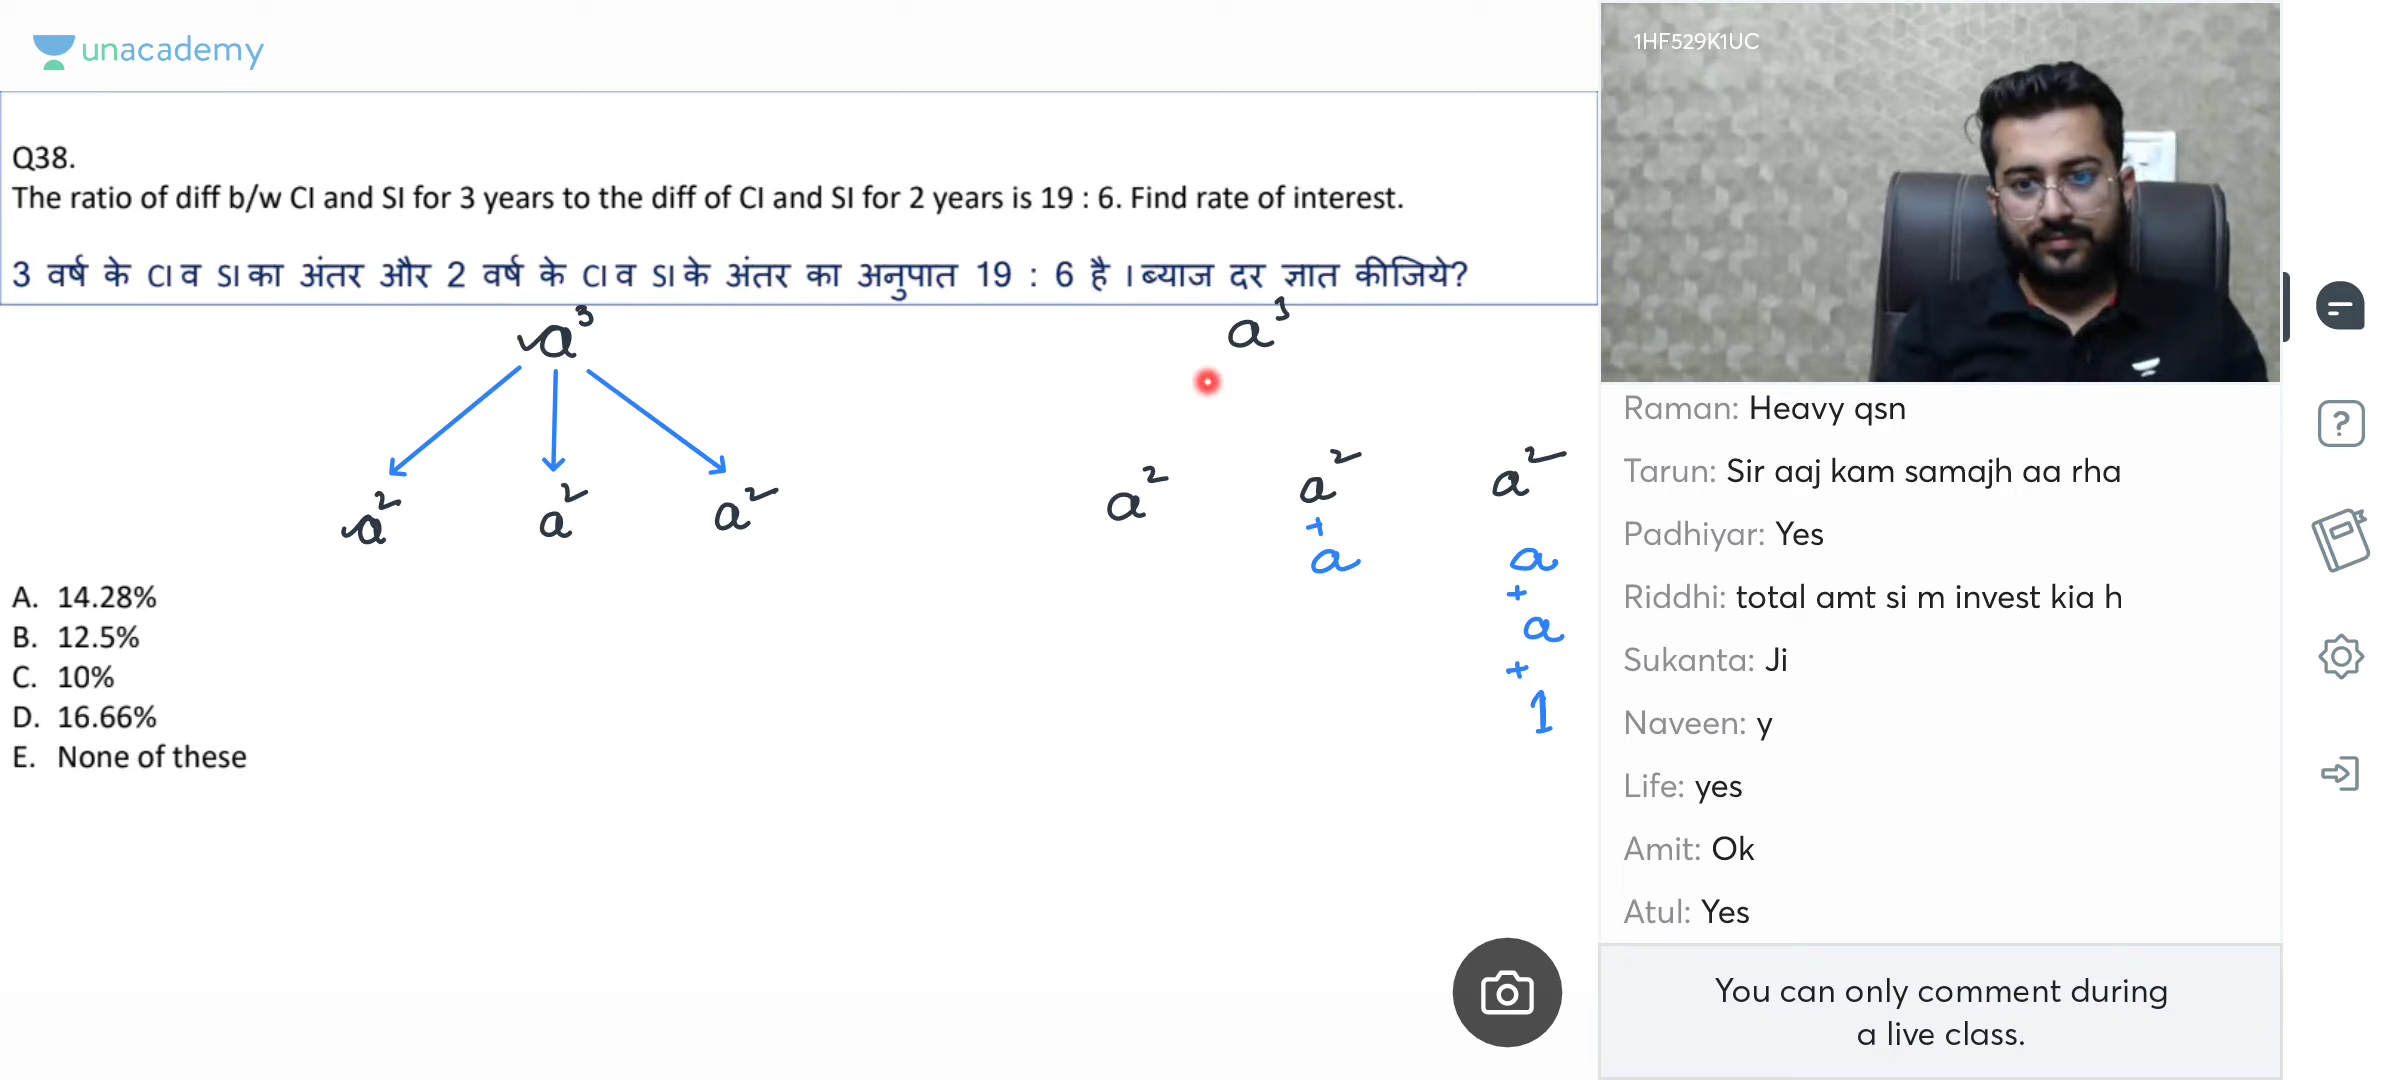 unacademy
1HF529K1UC
Q38.
The ratio of diff b/w CI and SI for 3 years to the diff of CI and SI for 2 years is 19 : 6. Find rate of interest.
3 वर्ष के CI व SI का अंतर और 2 वर्ष के CI व SI के अंतर का अनुपात 19 : 6 है । ब्याज दर ज्ञात कीजिये?
a³
a² a² a²
a³
a² a² a²
+
a a
+
a
+
1
A. 14.28%
B. 12.5%
C. 10%
D. 16.66%
E. None of these
Raman: Heavy qsn
Tarun: Sir aaj kam samajh aa rha
Padhiyar: Yes
Riddhi: total amt si m invest kia h
Sukanta: Ji
Naveen: y
Life: yes
Amit: Ok
Atul: Yes
You can only comment during
a live class.